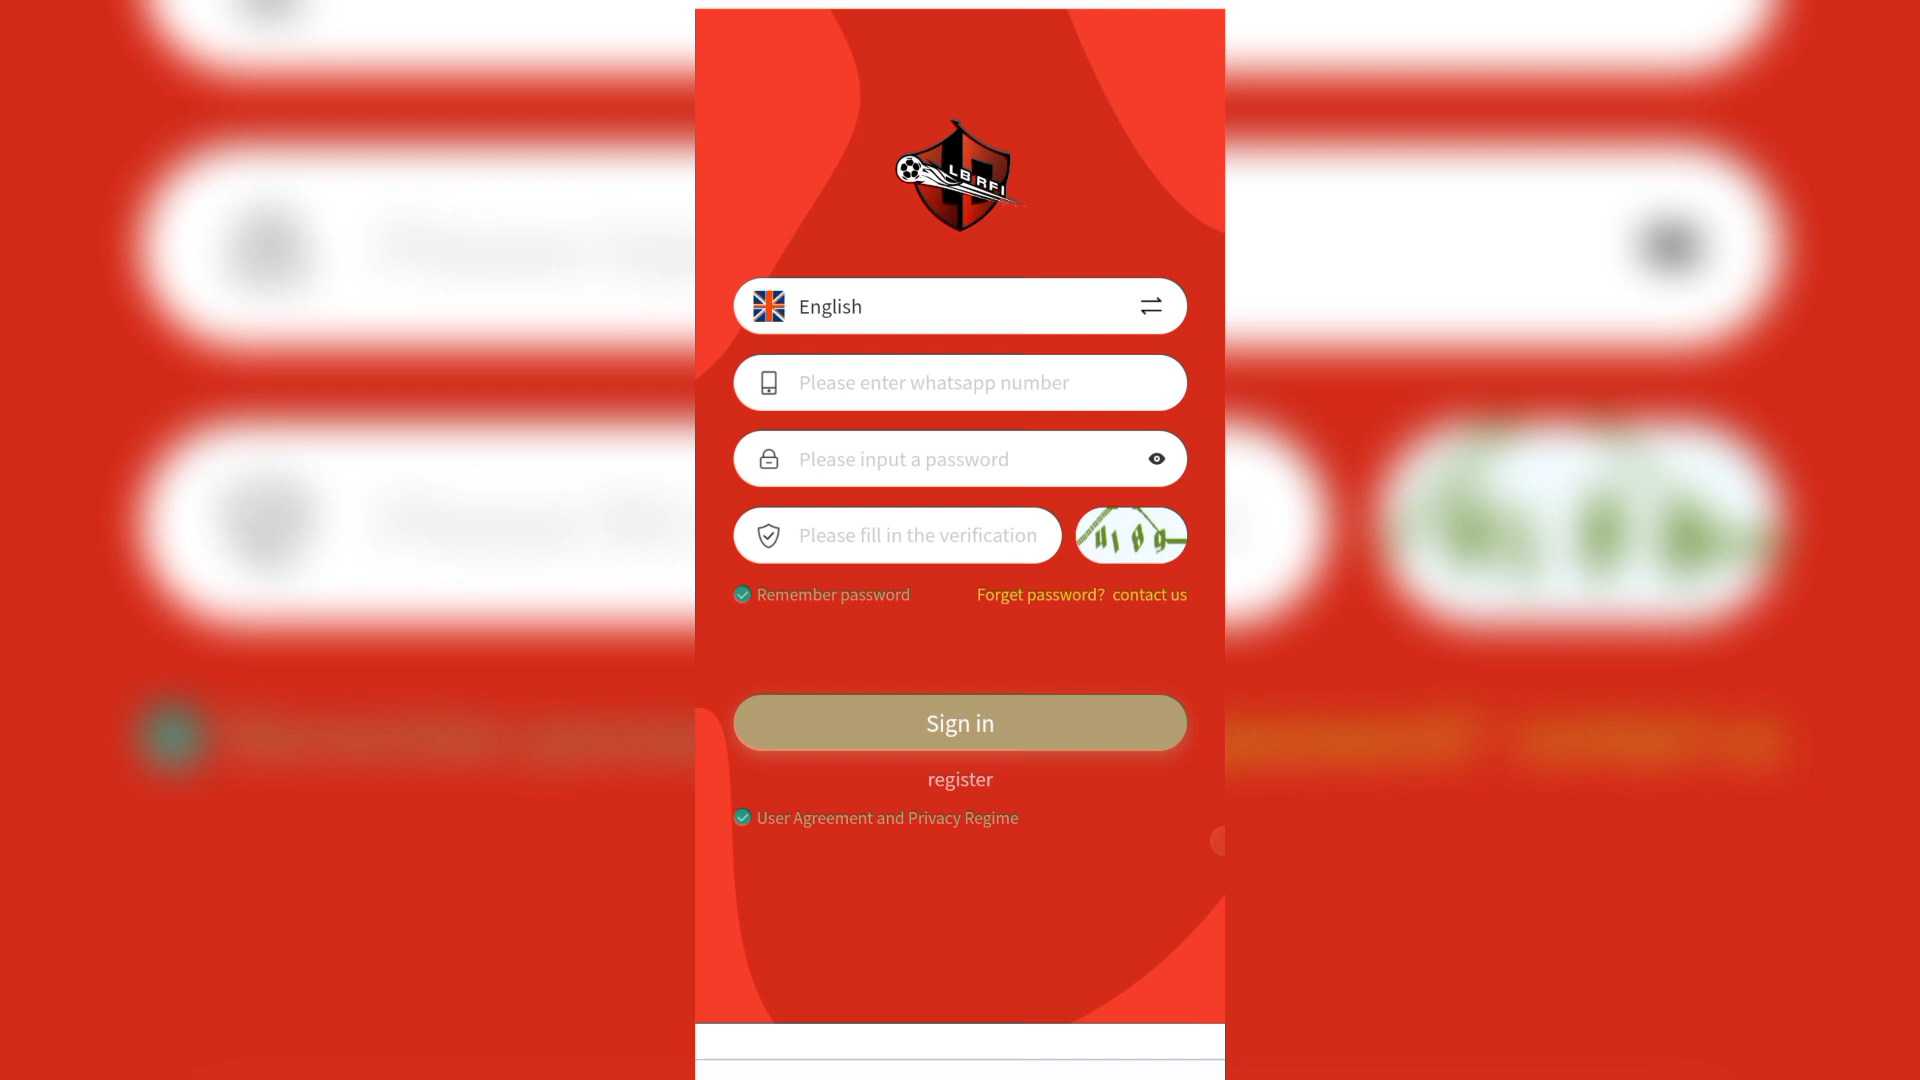 LBRFI
English
Please enter whatsapp number
Please input a password
Please fill in the verification
Remember password
Forget password? contact us
Sign in
register
User Agreement and Privacy Regime